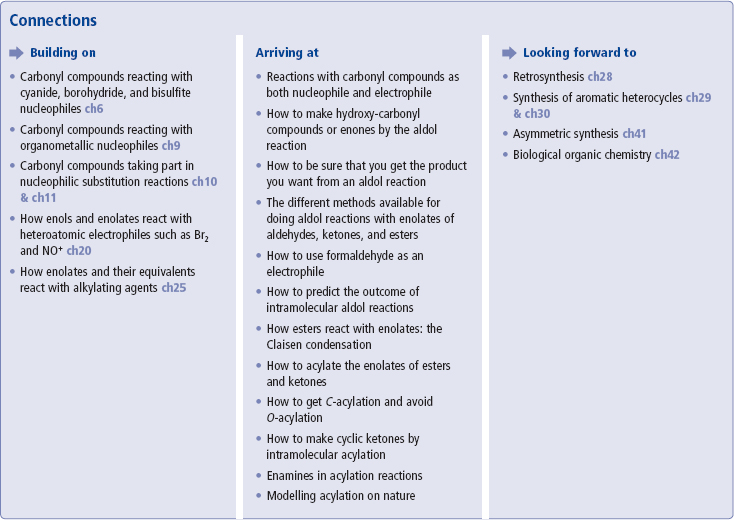 Connections
Building on
• Carbonyl compounds reacting with
cyanide, borohydride, and bisulfite
nucleophiles ch6
• Carbonyl compounds reacting with
organometallic nucleophiles ch9
• Carbonyl compounds taking part in
nucleophilic substitution reactions ch10
& ch11
• How enols and enolates react with
heteroatomic electrophiles such as Br₂
and NO⁺ ch20
• How enolates and their equivalents
react with alkylating agents ch25
Arriving at
• Reactions with carbonyl compounds as
both nucleophile and electrophile
• How to make hydroxy-carbonyl
compounds or enones by the aldol
reaction
• How to be sure that you get the product
you want from an aldol reaction
• The different methods available for
doing aldol reactions with enolates of
aldehydes, ketones, and esters
• How to use formaldehyde as an
electrophile
• How to predict the outcome of
intramolecular aldol reactions
• How esters react with enolates: the
Claisen condensation
• How to acylate the enolates of esters
and ketones
• How to get C-acylation and avoid
O-acylation
• How to make cyclic ketones by
intramolecular acylation
• Enamines in acylation reactions
• Modelling acylation on nature
Looking forward to
• Retrosynthesis ch28
• Synthesis of aromatic heterocycles ch29
& ch30
• Asymmetric synthesis ch41
• Biological organic chemistry ch42